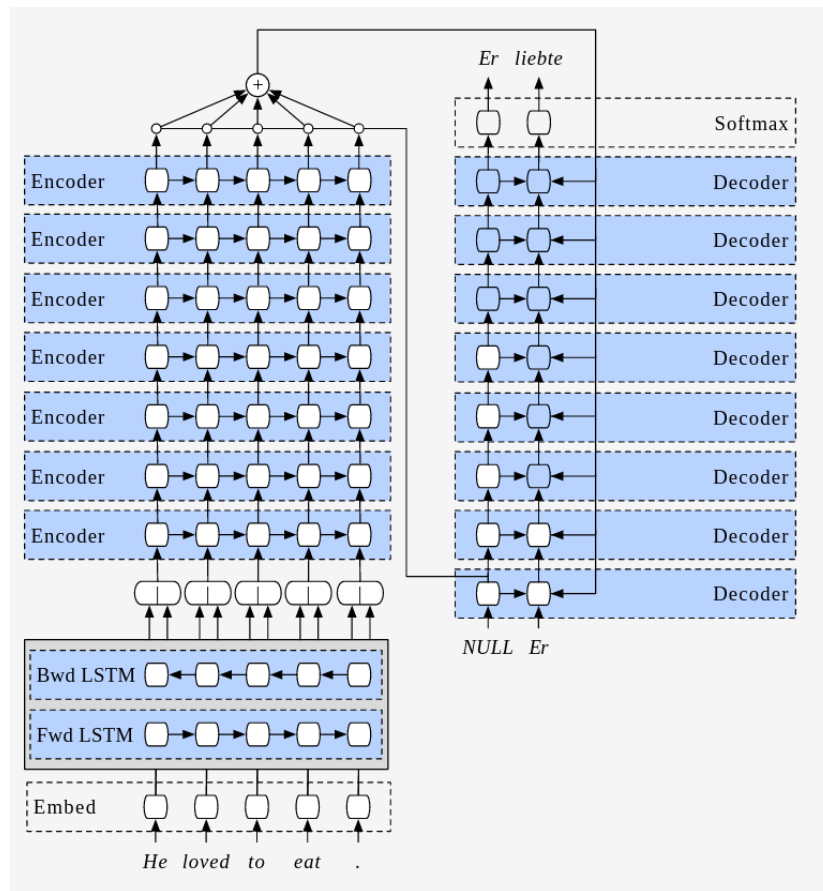 Er liebte
Softmax
Encoder
Encoder
Encoder
Encoder
Encoder
Encoder
Encoder
Decoder
Decoder
Decoder
Decoder
Decoder
Decoder
Decoder
Decoder
NULL Er
Bwd LSTM
Fwd LSTM
Embed
He loved to eat .